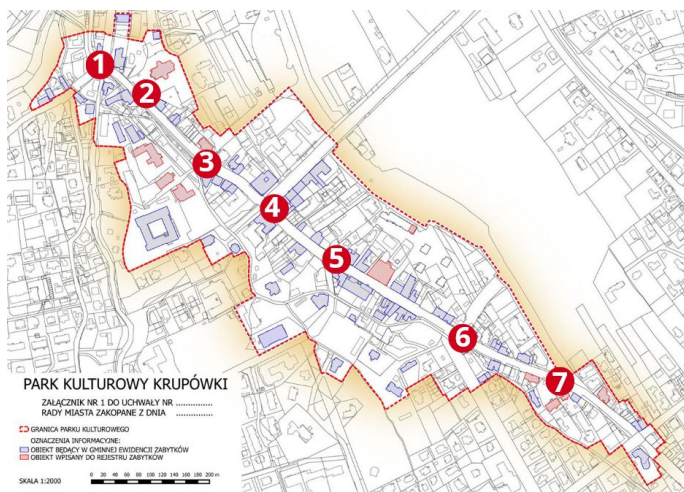 1
2
3
4
5
6
7
PARK KULTUROWY KRUPÓWKI
ZAŁĄCZNIK NR 1 DO UCHWAŁY NR ...............
RADY MIASTA ZAKOPANE Z DNIA ...............
GRANICA PARKU KULTUROWEGO
OZNACZENIA INFORMACYJNE:
OBIEKT BĘDĄCY W GMINNEJ EWIDENCJI ZABYTKÓW
OBIEKT WPISANY DO REJESTRU ZABYTKÓW
SKALA 1:2000
0 20 40 60 80 100 120 140 160 180 200 m